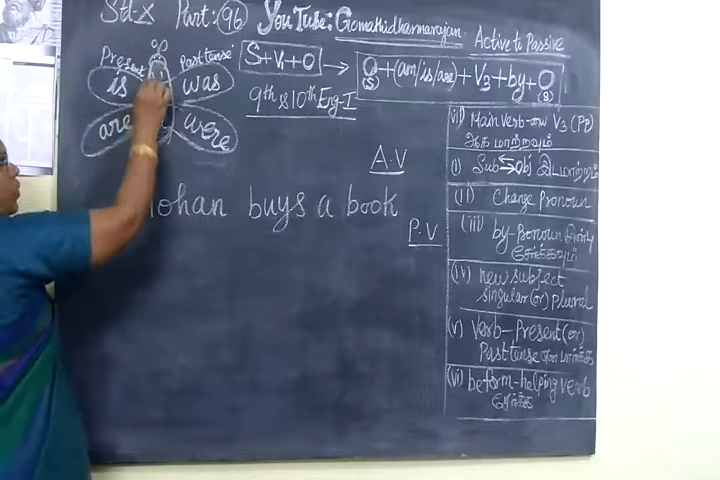 Std:X Part: 96 YouTube: Gomathidharmarajan
Active to Passive
Present Past tense
is was
are were
S+V+O → O+(am/is/are)+V3+by+O
(S) (S)
9th & 10th Eng-I
A.V
Mohan buys a book
P.V
(vii) Main verb-ஐ V3 (PP)
ஆக மாற்றவும்
(i) Sub ⇆ Obj இடமாற்றம்
(ii) Change Pronoun
(iii) by-Pronoun முன்பு
சேர்க்கவும்
(iv) new subject
singular (or) plural
(v) Verb-Present (or)
Past tense என பார்க்க
(vi) be form-helping verb
சேர்க்க